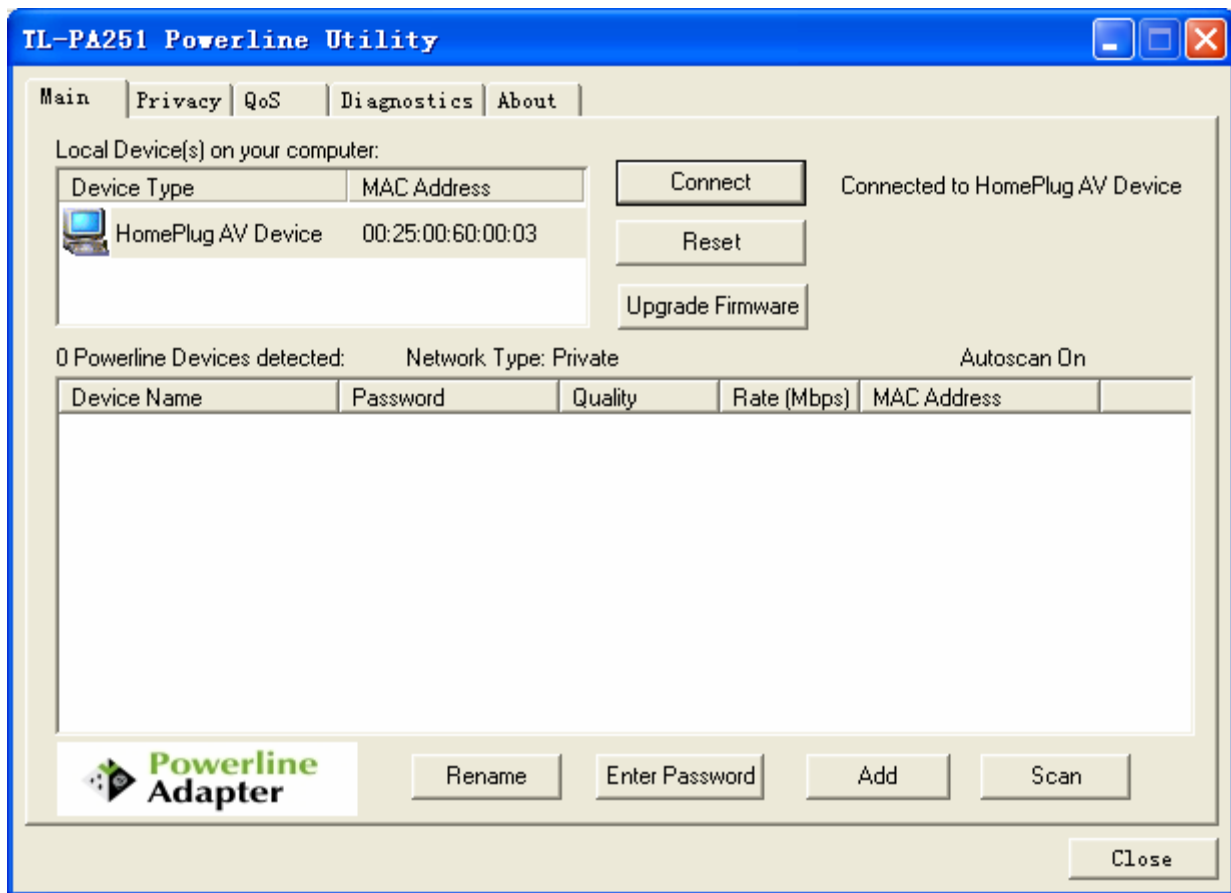 TL-PA251 Powerline Utility
Main Privacy QoS Diagnostics About
Local Device(s) on your computer:
Device Type MAC Address
HomePlug AV Device 00:25:00:60:00:03
Connect
Connected to HomePlug AV Device
Reset
Upgrade Firmware
0 Powerline Devices detected: Network Type: Private Autoscan On
Device Name Password Quality Rate (Mbps) MAC Address
Powerline
Adapter
Rename Enter Password Add Scan
Close